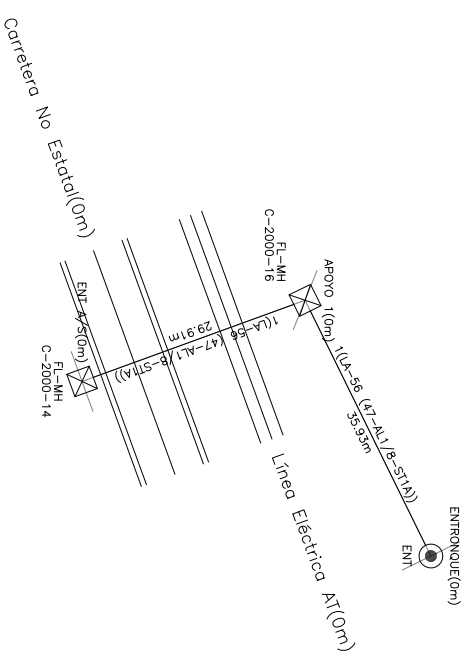 Carretera No Estatal(0m)
FL-MH
C-2000-16
APOYO 1(0m)
1(LA-56 (47-AL1/8-ST1A))
35.93m
ENTRONQUE(0m)
ENT
1(LA-56 (47-AL1/8-ST1A))
29.91m
ENT A/S(0m)
FL-MH
C-2000-14
Línea Eléctrica AT(0m)